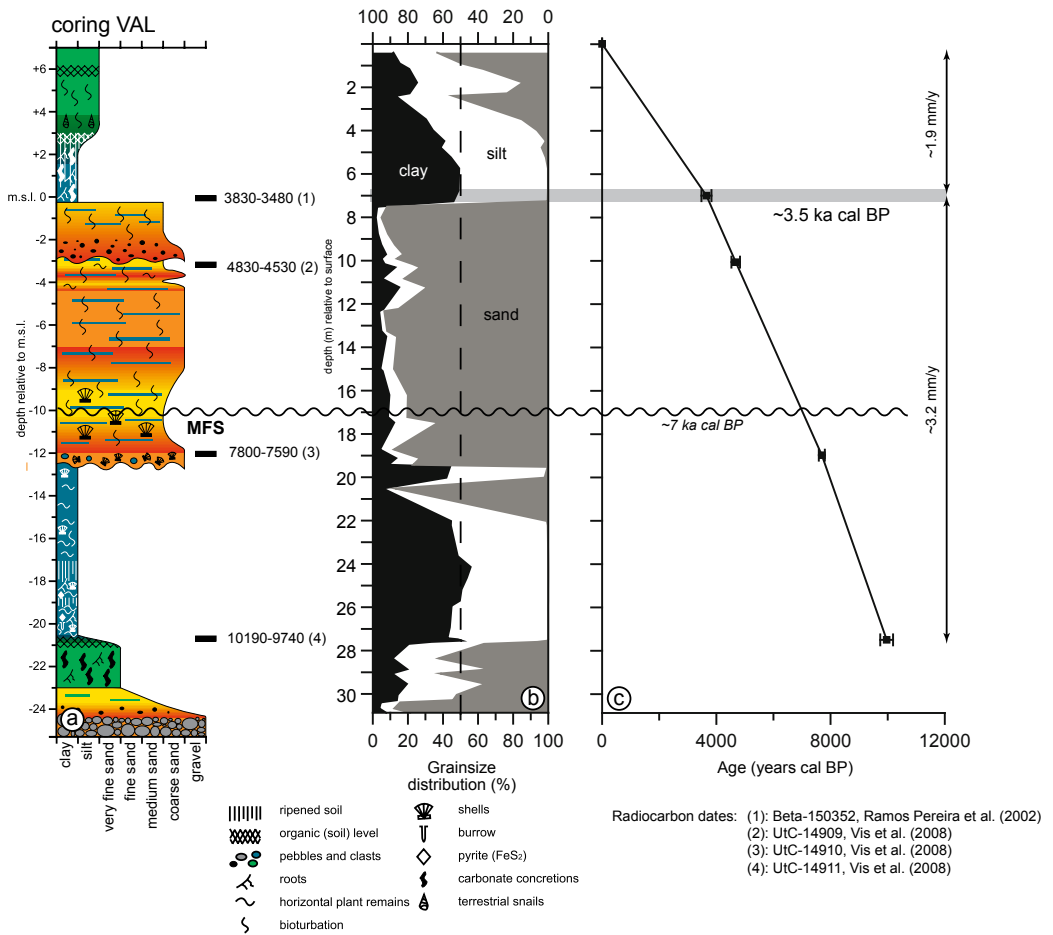 coring VAL
+6
+4
+2
m.s.l. 0
-2
-4
-6
-8
-10
-12
-14
-16
-18
-20
-22
-24
depth relative to m.s.l.
a
clay
silt
very fine sand
fine sand
medium sand
coarse sand
gravel
3830-3480 (1)
4830-4530 (2)
MFS
7800-7590 (3)
10190-9740 (4)
100 80 60 40 20 0
2
4
6
8
10
12
14
16
18
20
22
24
26
28
30
depth (m) relative to surface
clay
silt
sand
b
0 20 40 60 80 100
Grainsize
distribution (%)
~1.9 mm/y
~3.5 ka cal BP
~3.2 mm/y
~7 ka cal BP
c
0 4000 8000 12000
Age (years cal BP)
ripened soil
organic (soil) level
pebbles and clasts
roots
horizontal plant remains
bioturbation
shells
burrow
pyrite (FeS2)
carbonate concretions
terrestrial snails
Radiocarbon dates: (1): Beta-150352, Ramos Pereira et al. (2002)
(2): UtC-14909, Vis et al. (2008)
(3): UtC-14910, Vis et al. (2008)
(4): UtC-14911, Vis et al. (2008)